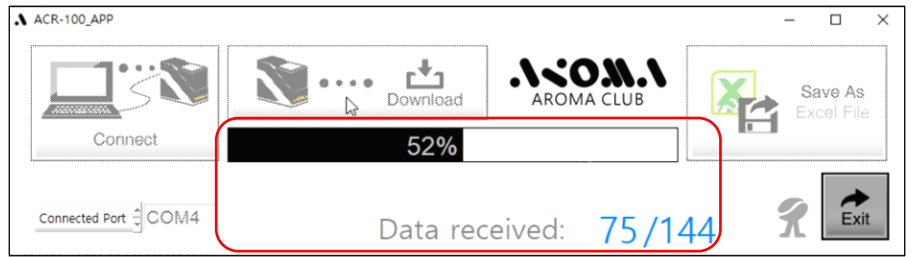 ACR-100_APP
Connect
Download
AROMA CLUB
Save As
Excel File
52%
Connected Port
COM4
Data received: 75/144
Exit